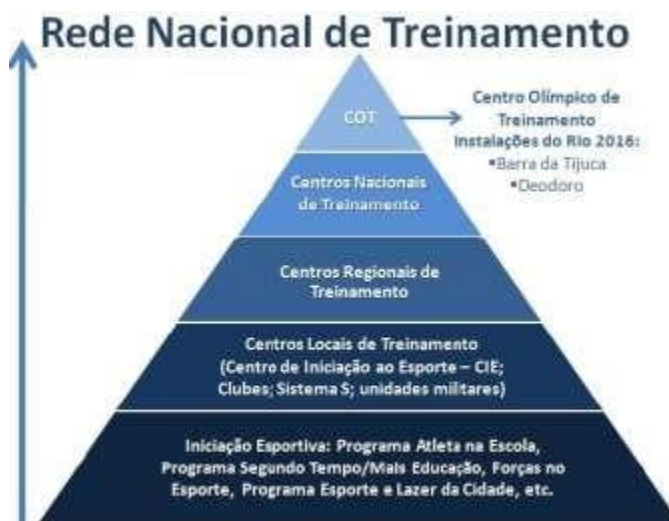 Rede Nacional de Treinamento
COT
Centro Olímpico de
Treinamento
Instalações do Rio 2016:
▪Barra da Tijuca
▪Deodoro
Centros Nacionais
de Treinamento
Centros Regionais de
Treinamento
Centros Locais de Treinamento
(Centro de Iniciação ao Esporte – CIE;
Clubes; Sistema S; unidades militares)
Iniciação Esportiva: Programa Atleta na Escola,
Programa Segundo Tempo/Mais Educação, Forças no
Esporte, Programa Esporte e Lazer da Cidade, etc.